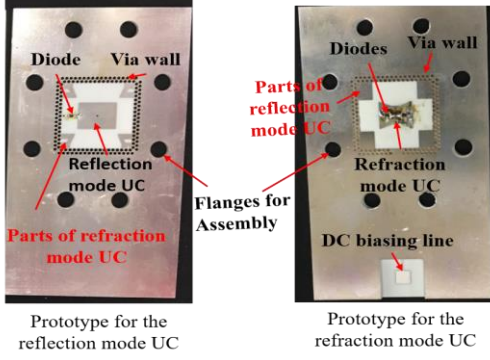 Diode
Via wall
Reflection
mode UC
Parts of refraction
mode UC
Flanges for
Assembly
Diodes
Via wall
Parts of
reflection
mode UC
Refraction
mode UC
DC biasing line
Prototype for the
reflection mode UC
Prototype for the
refraction mode UC